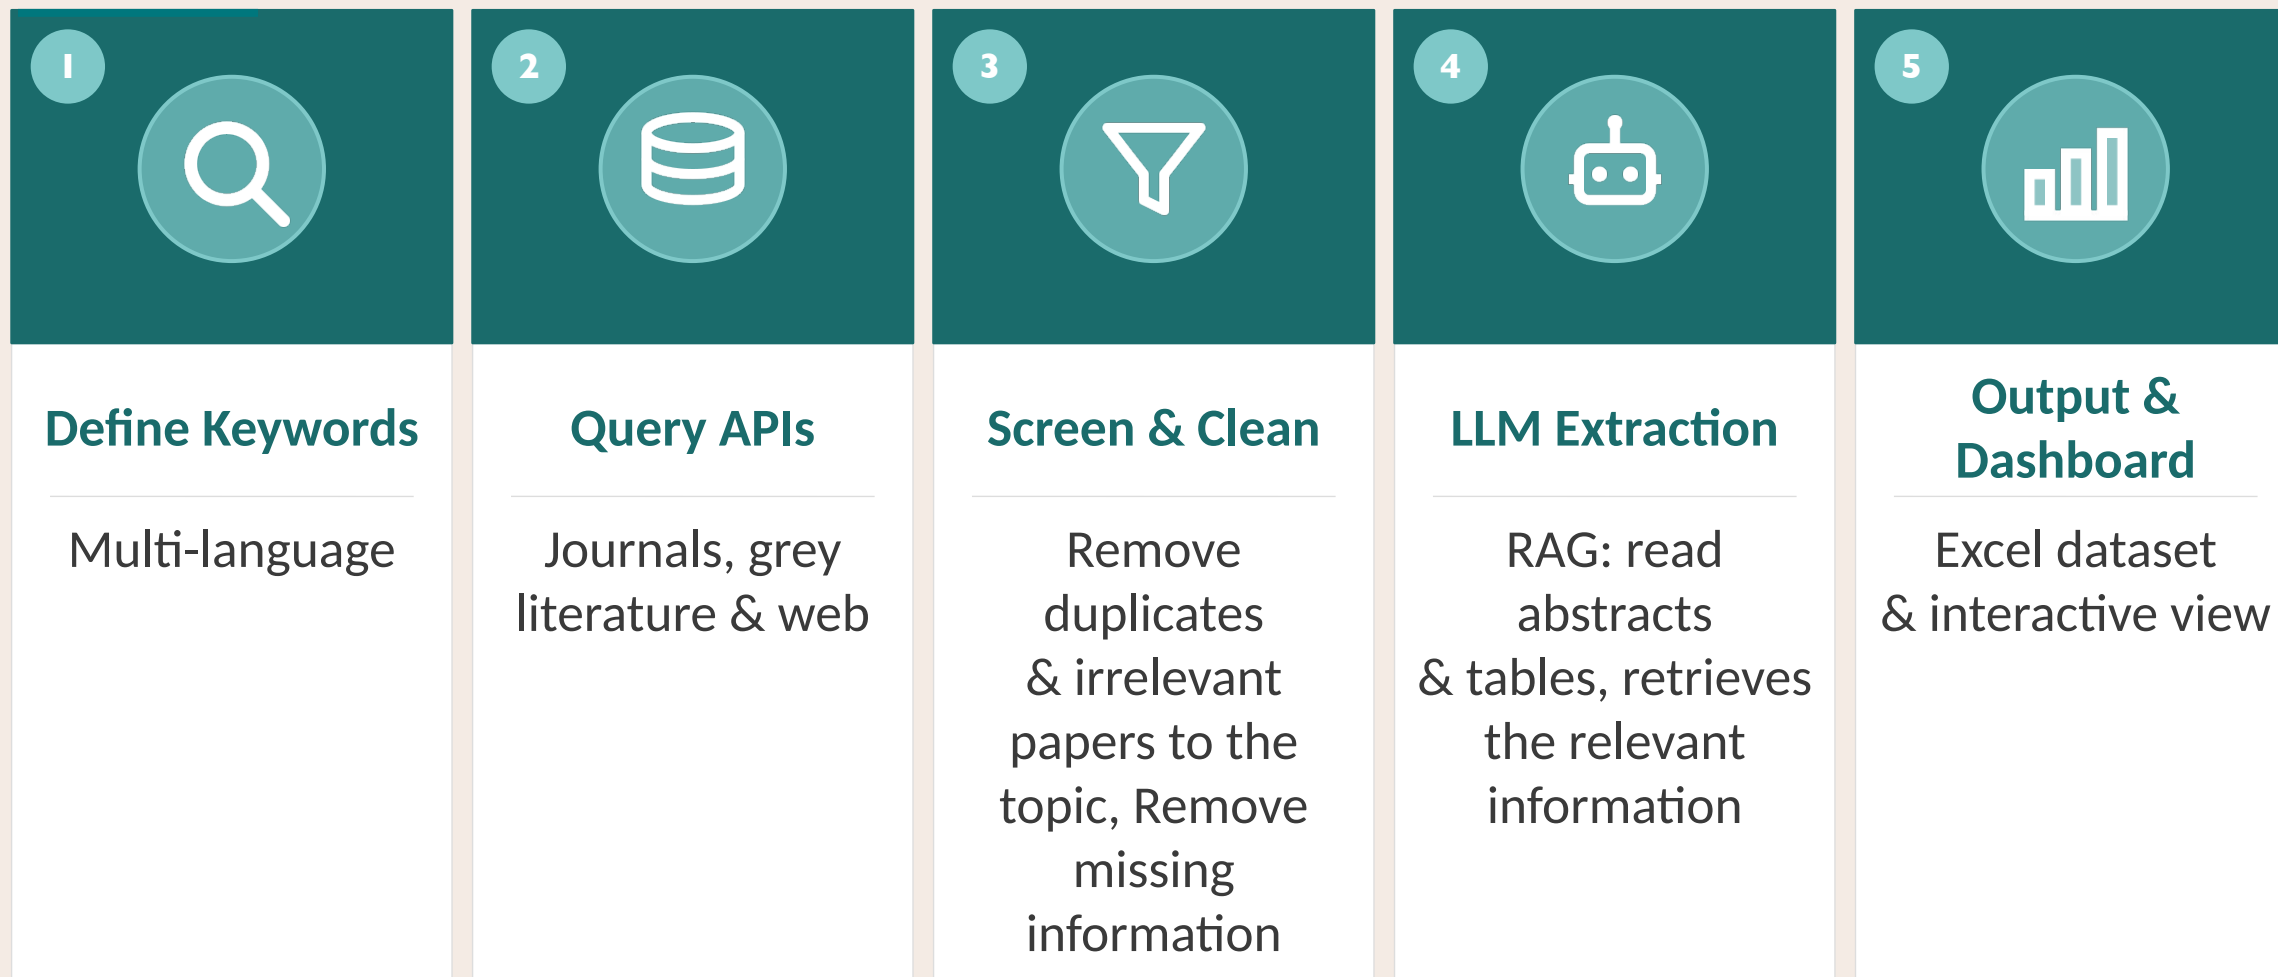 1
Define Keywords
Multi-language
2
Query APIs
Journals, grey
literature & web
3
Screen & Clean
Remove
duplicates
& irrelevant
papers to the
topic, Remove
missing
information
4
LLM Extraction
RAG: read
abstracts
& tables, retrieves
the relevant
information
5
Output &
Dashboard
Excel dataset
& interactive view